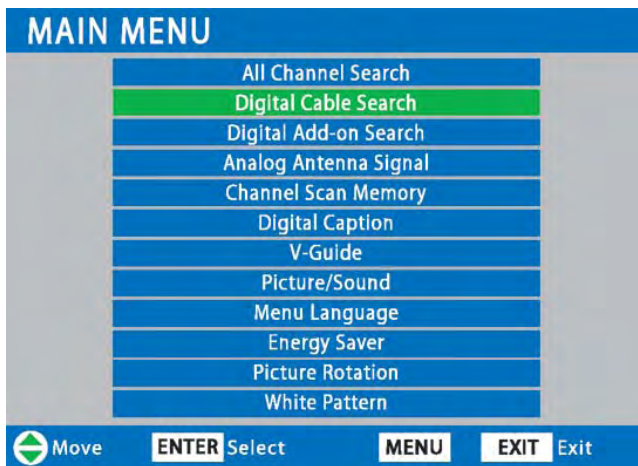 MAIN MENU
All Channel Search
Digital Cable Search
Digital Add-on Search
Analog Antenna Signal
Channel Scan Memory
Digital Caption
V-Guide
Picture/Sound
Menu Language
Energy Saver
Picture Rotation
White Pattern
Move ENTER Select MENU EXIT Exit